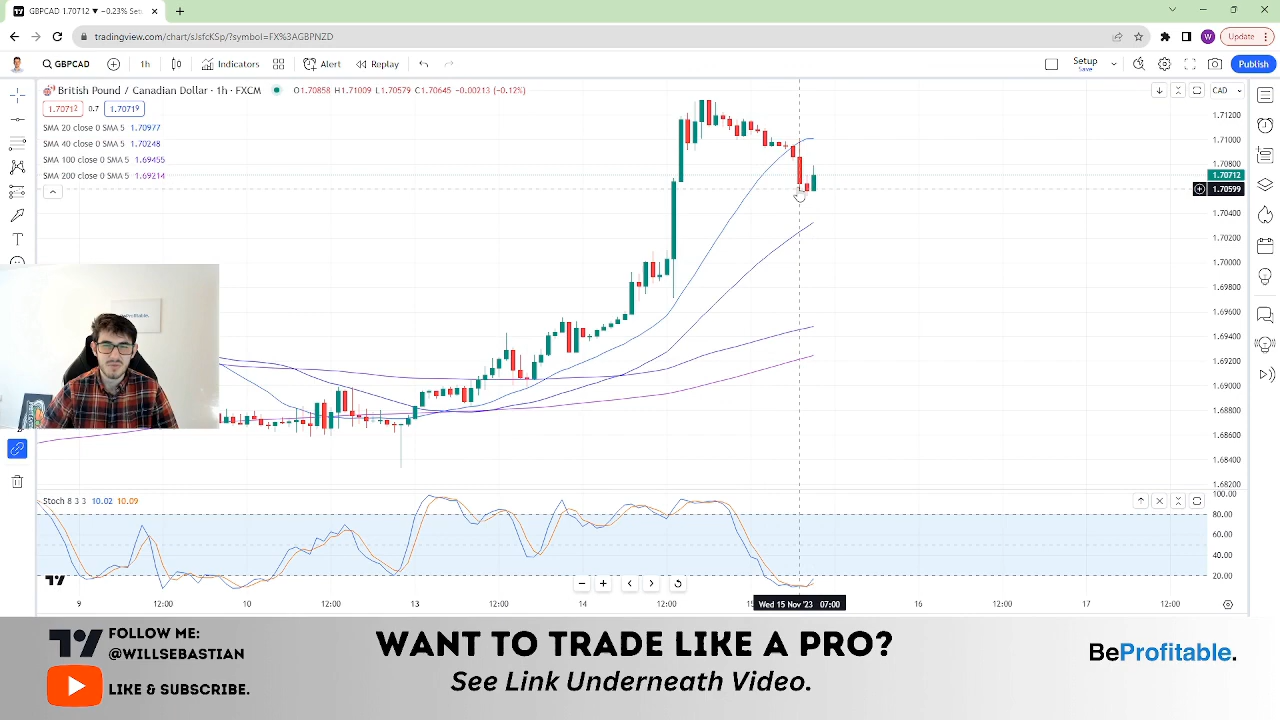 GBPCAD 1.70712 ▼ −0.23% Setu
tradingview.com/chart/sJsfcKSp/?symbol=FX%3AGBPNZD
W
Update
GBPCAD
1h
Indicators
Alert
Replay
Setup
Save
Publish
British Pound / Canadian Dollar · 1h · FXCM
O1.70858 H1.71009 L1.70579 C1.70645 −0.00213 (−0.12%)
CAD
1.70712 0.7 1.70719
SMA 20 close 0 SMA 5 1.70977
SMA 40 close 0 SMA 5 1.70248
SMA 100 close 0 SMA 5 1.69455
SMA 200 close 0 SMA 5 1.69214
1.71200
1.71000
1.70800
1.70712
1.70599
1.70400
1.70200
1.70000
1.69800
1.69600
1.69400
1.69200
1.69000
1.68800
1.68600
1.68400
1.68200
Stoch 8 3 3 10.02 10.09
100.00
80.00
60.00
40.00
20.00
9 12:00 10 12:00 13 12:00 14 12:00 Wed 15 Nov '23 07:00 16 12:00 17 12:00
FOLLOW ME:
@WILLSEBASTIAN
LIKE & SUBSCRIBE.
WANT TO TRADE LIKE A PRO?
See Link Underneath Video.
BeProfitable.